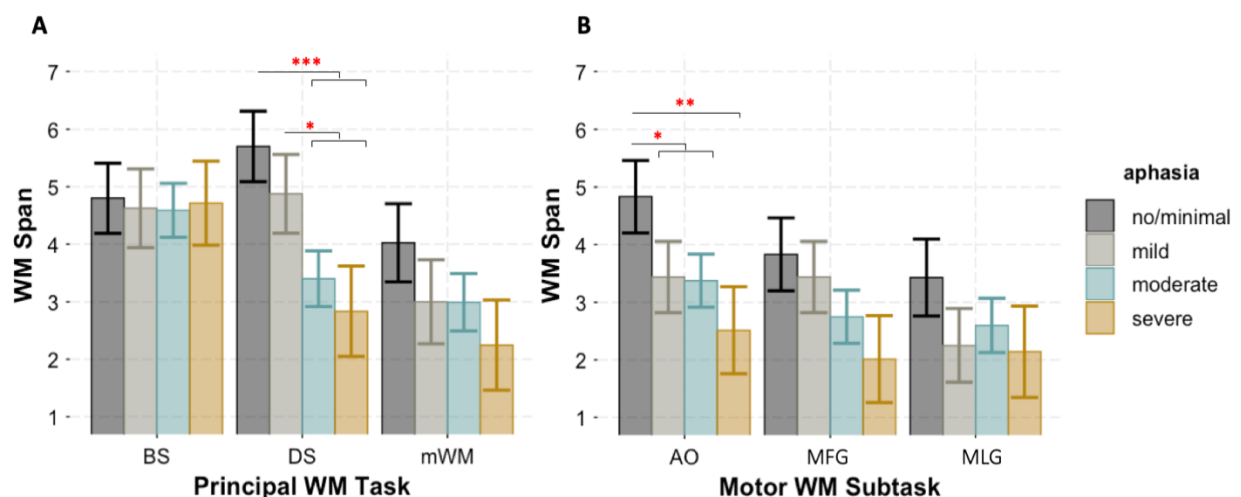 A
B
7
6
5
4
3
2
1
WM Span
***
*
BS
DS
mWM
Principal WM Task
7
6
5
4
3
2
1
WM Span
**
*
AO
MFG
MLG
Motor WM Subtask
aphasia
no/minimal
mild
moderate
severe